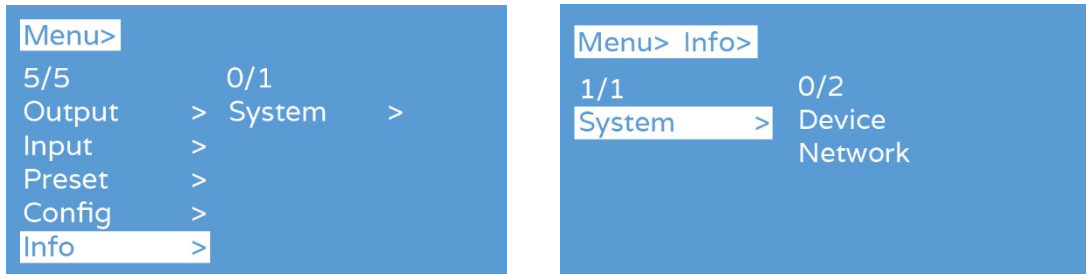 Menu>
5/5 0/1
Output > System >
Input >
Preset >
Config >
Info >
Menu> Info>
1/1 0/2
System > Device
Network